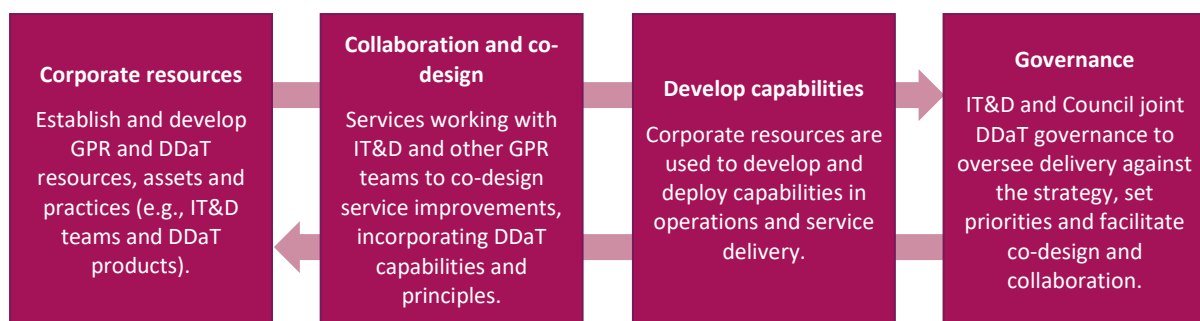 Corporate resources
Establish and develop
GPR and DDaT
resources, assets and
practices (e.g., IT&D
teams and DDaT
products).
Collaboration and co-
design
Services working with
IT&D and other GPR
teams to co-design
service improvements,
incorporating DDaT
capabilities and
principles.
Develop capabilities
Corporate resources are
used to develop and
deploy capabilities in
operations and service
delivery.
Governance
IT&D and Council joint
DDaT governance to
oversee delivery against
the strategy, set
priorities and facilitate
co-design and
collaboration.